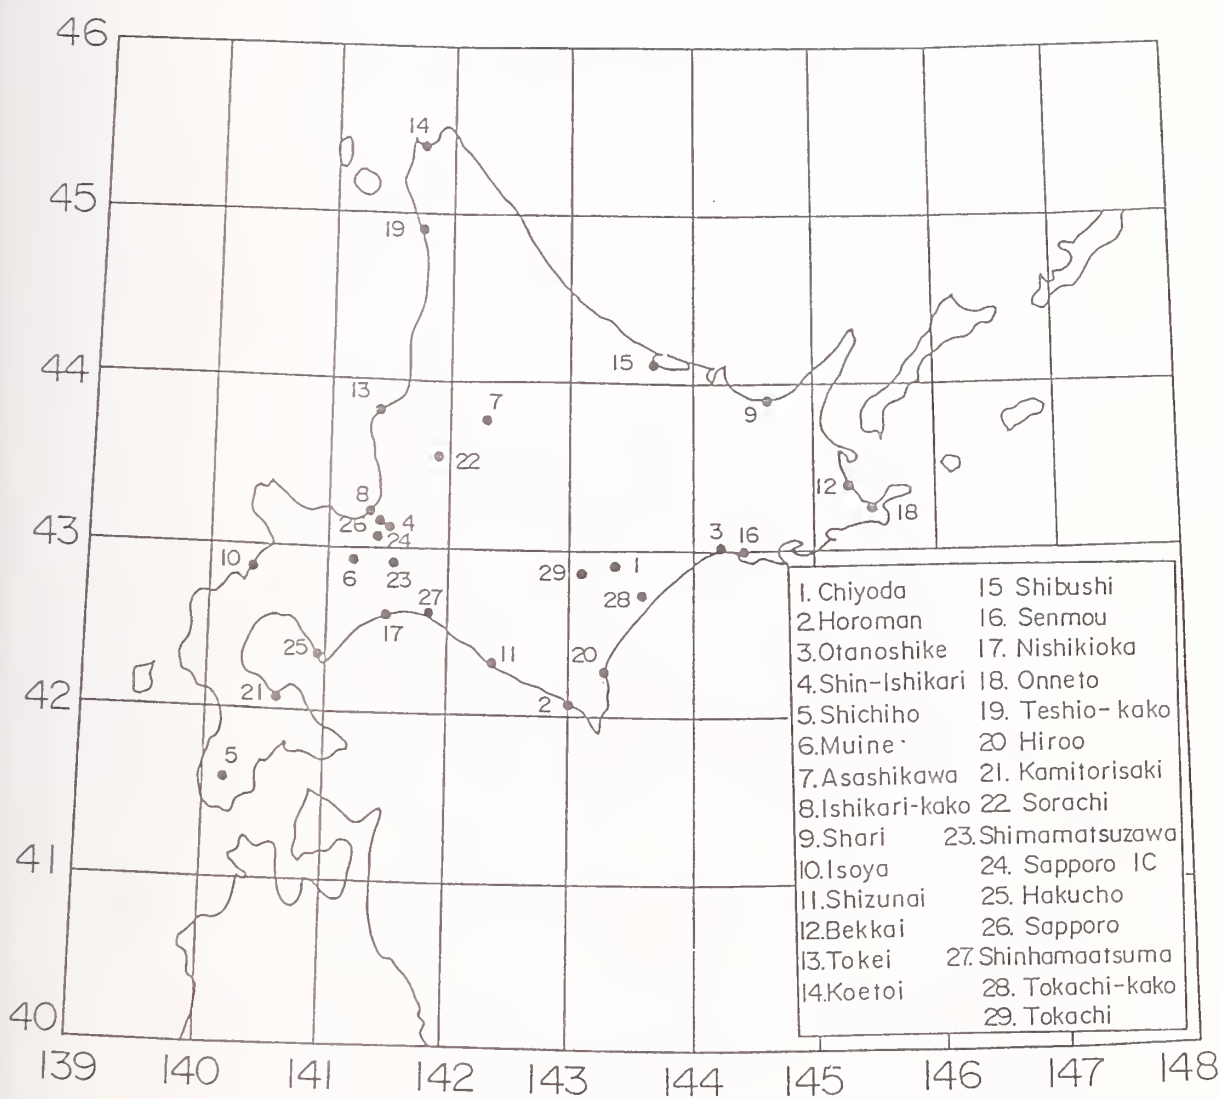 46
14
45
19
15
44
13
7
9
22
8
12
26
4
18
43
24
3
16
10
6
23
29
1
28
27
17
25
11
20
42
21
2
5
41
40
139
140
141
142
143
144
145
146
147
148
1. Chiyoda
2.Horoman
3.Otanoshike
4.Shin-Ishikari
5.Shichiho
6.Muine
7.Asashikawa
8.Ishikari-kako
9.Shari
10.Isoya
11.Shizunai
12.Bekkai
13.Tokei
14.Koetoi
15 Shibushi
16. Senmou
17. Nishikioka
18. Onneto
19. Teshio-kako
20 Hiroo
21. Kamitorisaki
22 Sorachi
23.Shimamatsuzawa
24. Sapporo IC
25. Hakucho
26. Sapporo
27.Shinhamaatsuma
28. Tokachi-kako
29. Tokachi